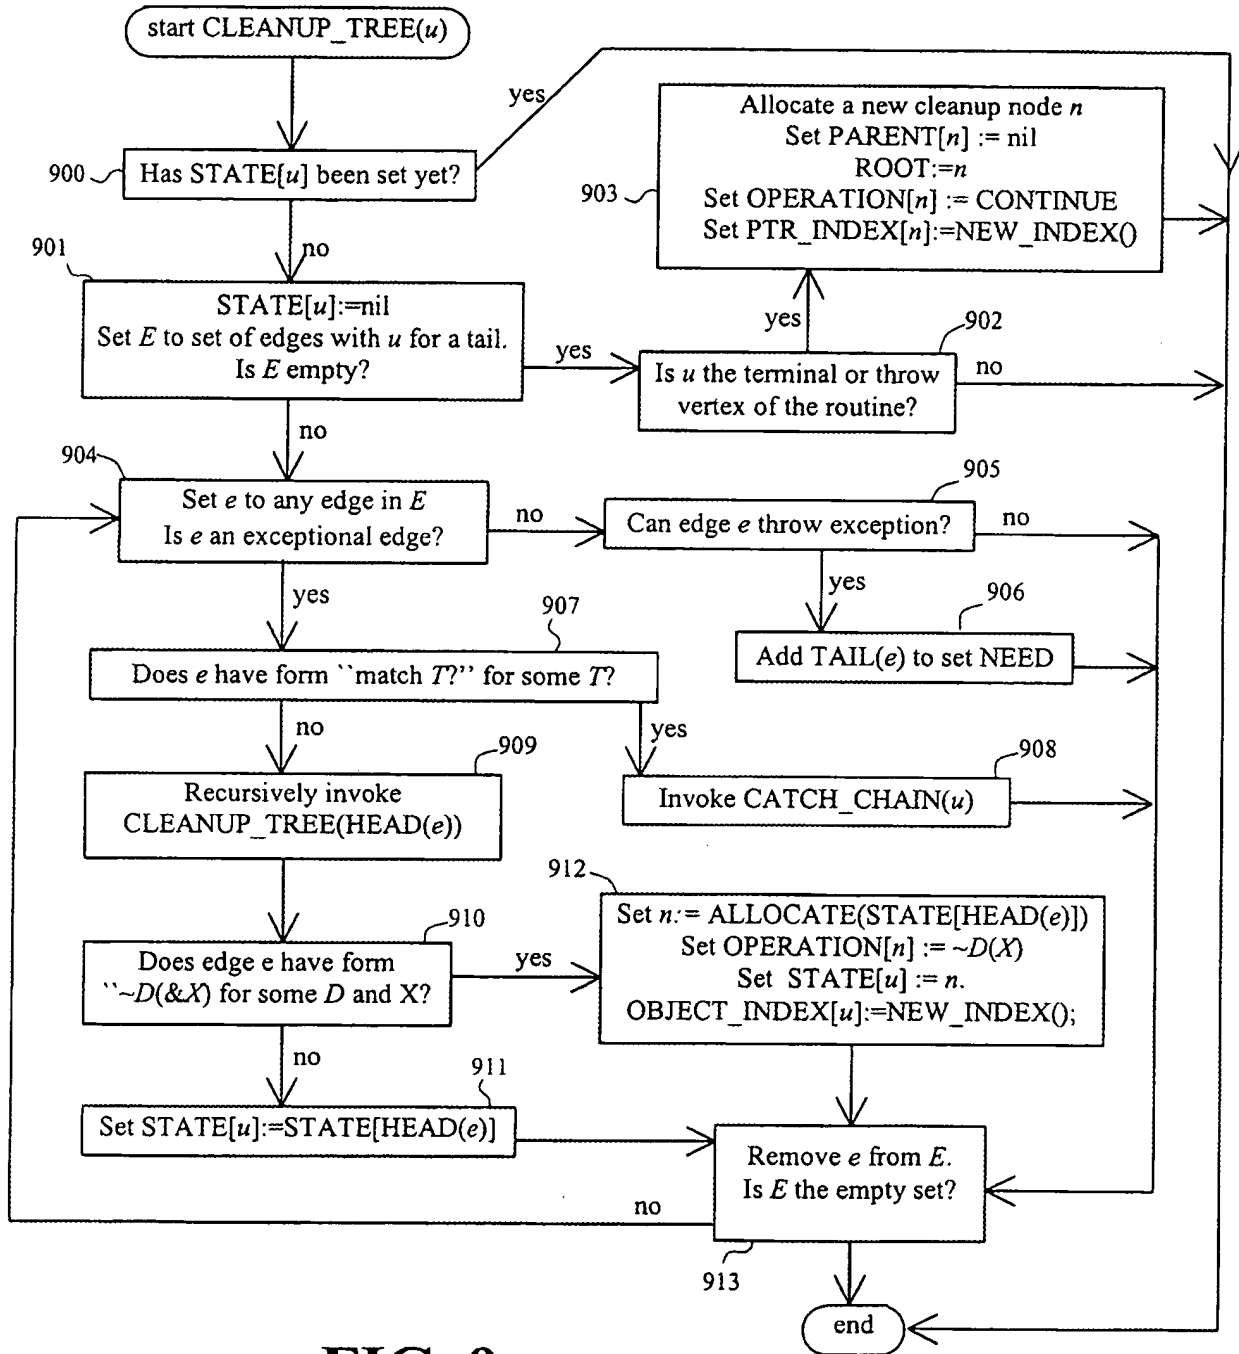 start CLEANUP_TREE(u)
yes
900
Has STATE[u] been set yet?
no
903
Allocate a new cleanup node n
Set PARENT[n] := nil
ROOT:=n
Set OPERATION[n] := CONTINUE
Set PTR_INDEX[n]:=NEW_INDEX()
901
STATE[u]:=nil
Set E to set of edges with u for a tail.
Is E empty?
yes
yes
902
Is u the terminal or throw
vertex of the routine?
no
no
904
Set e to any edge in E
Is e an exceptional edge?
no
905
Can edge e throw exception?
no
yes
yes
906
Add TAIL(e) to set NEED
907
Does e have form ``match T?'' for some T?
no
yes
909
Recursively invoke
CLEANUP_TREE(HEAD(e))
908
Invoke CATCH_CHAIN(u)
910
Does edge e have form
``~D(&X) for some D and X?
yes
912
Set n:= ALLOCATE(STATE[HEAD(e)])
Set OPERATION[n] := ~D(X)
Set STATE[u] := n.
OBJECT_INDEX[u]:=NEW_INDEX();
no
911
Set STATE[u]:=STATE[HEAD(e)]
Remove e from E.
Is E the empty set?
no
913
end